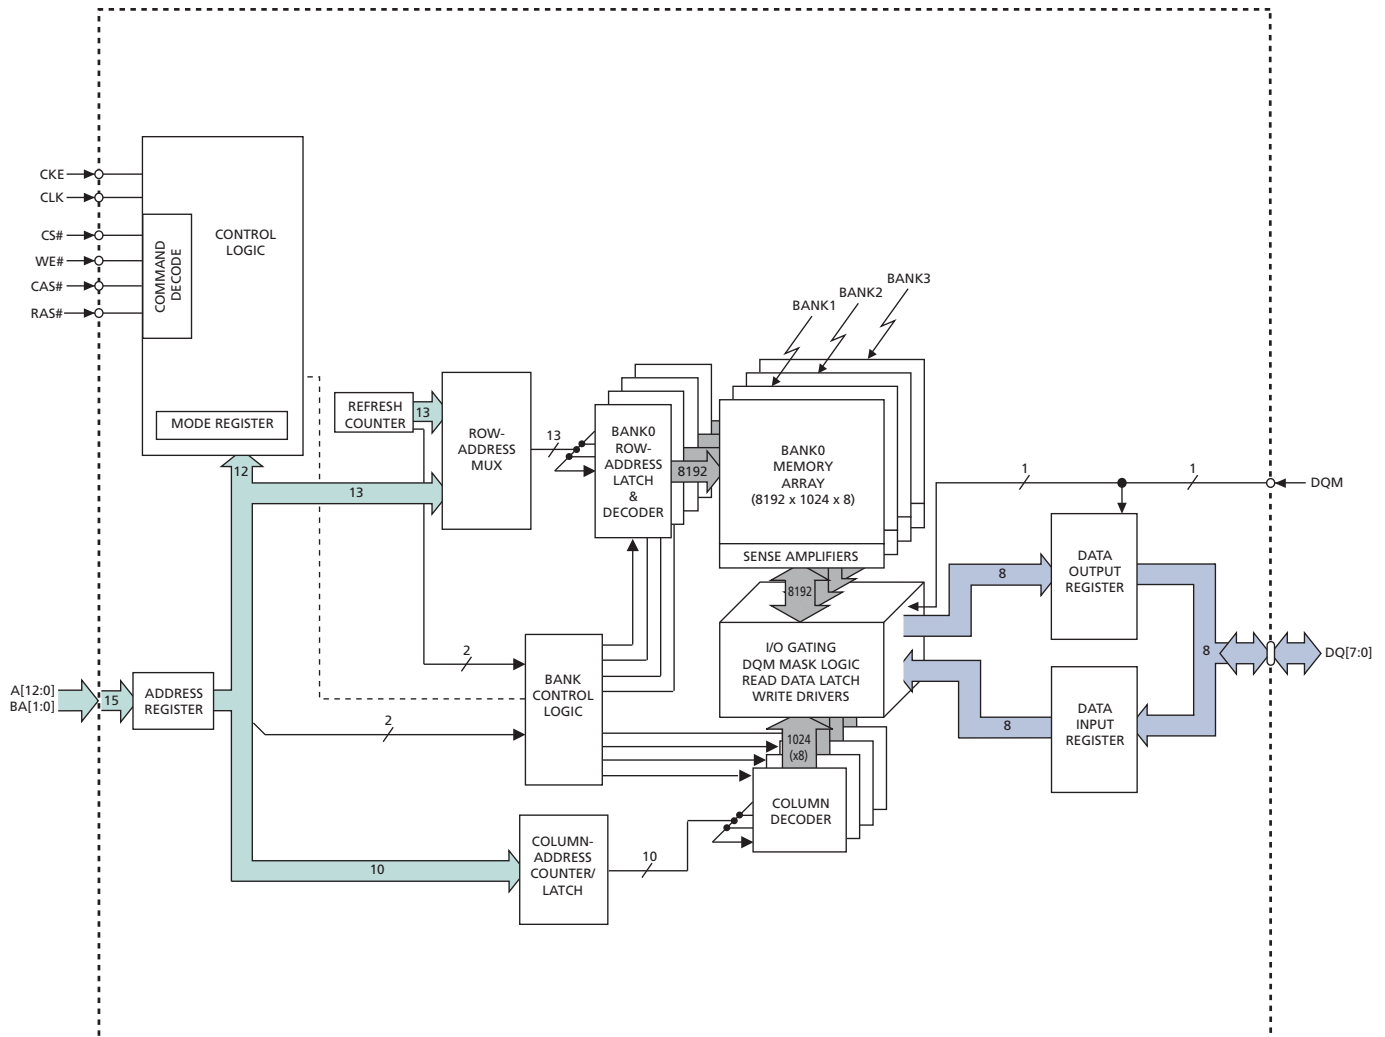 CKE
CLK
CS#
WE#
CAS#
RAS#
COMMAND
DECODE
CONTROL
LOGIC
MODE REGISTER
12
13
REFRESH
COUNTER
13
ROW-
ADDRESS
MUX
13
BANK0
ROW-
ADDRESS
LATCH
&
DECODER
8192
BANK1
BANK2
BANK3
BANK0
MEMORY
ARRAY
(8192 x 1024 x 8)
SENSE AMPLIFIERS
8192
I/O GATING
DQM MASK LOGIC
READ DATA LATCH
WRITE DRIVERS
1
1
DQM
DATA
OUTPUT
REGISTER
8
8
DQ[7:0]
DATA
INPUT
REGISTER
8
A[12:0]
BA[1:0]
15
ADDRESS
REGISTER
2
2
BANK
CONTROL
LOGIC
1024
(x8)
COLUMN
DECODER
10
COLUMN-
ADDRESS
COUNTER/
LATCH
10